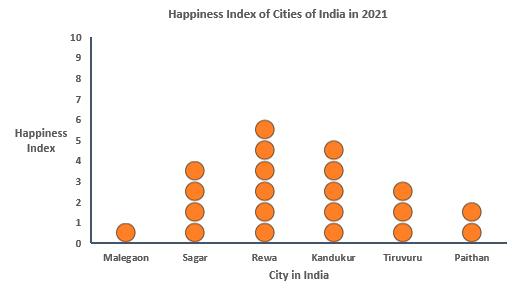 Happiness Index of Cities of India in 2021
10
9
8
7
6
5
4
3
2
1
0
Happiness
Index
Malegaon Sagar Rewa Kandukur Tiruvuru Paithan
City in India